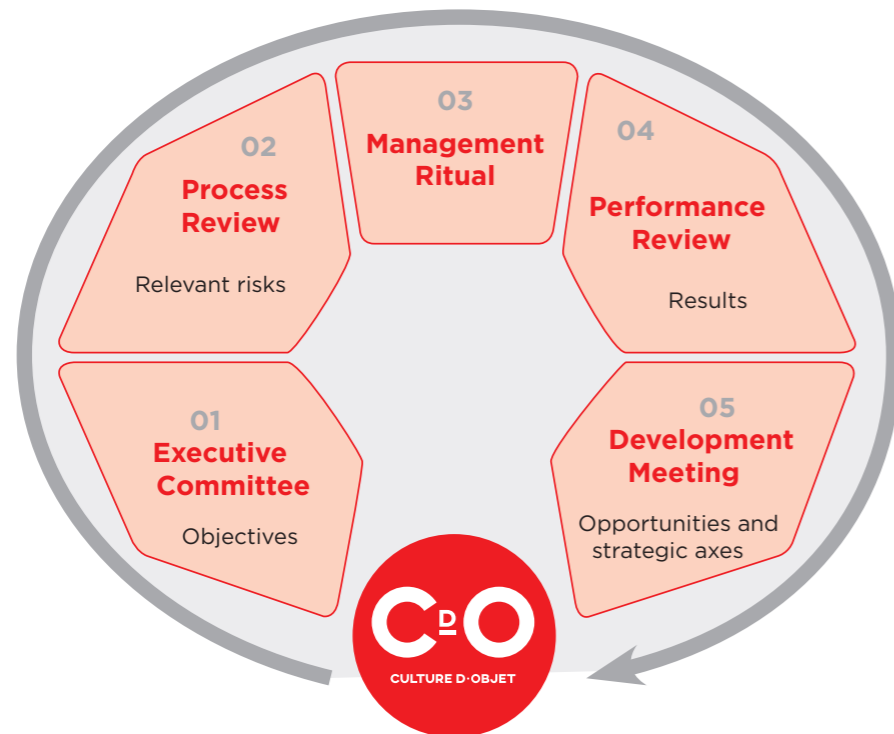 01
Executive
Committee
Objectives
02
Process
Review
Relevant risks
03
Management
Ritual
04
Performance
Review
Results
05
Development
Meeting
Opportunities and
strategic axes
CDO
CULTURE D·OBJET